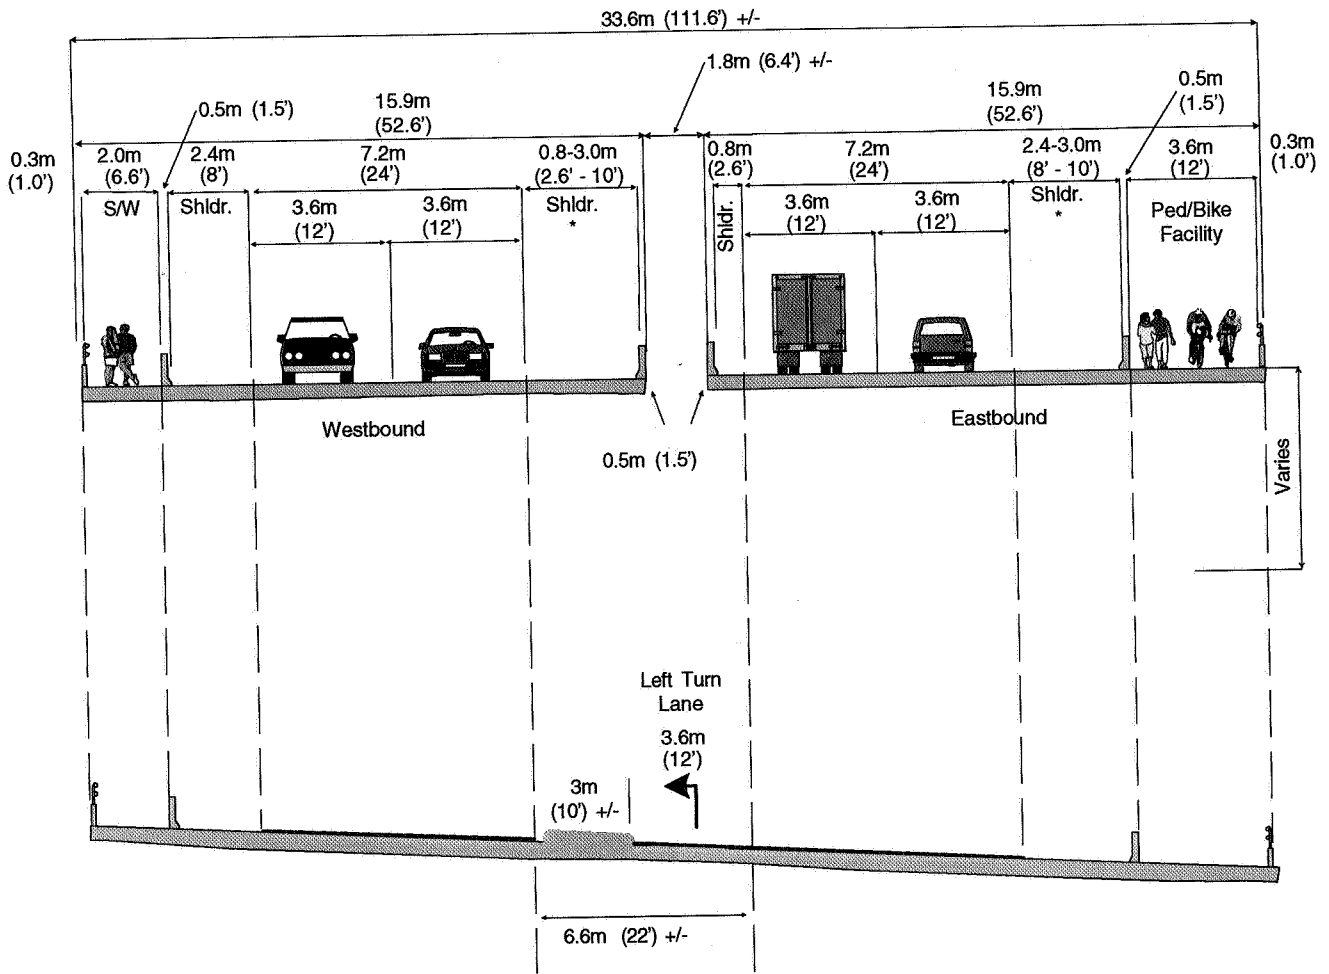 33.6m (111.6') +/-
1.8m (6.4') +/-
0.5m (1.5')
15.9m
(52.6')
15.9m
(52.6')
0.5m
(1.5')
0.3m
(1.0')
2.0m
(6.6')
S/W
2.4m
(8')
Shldr.
7.2m
(24')
3.6m
(12')
3.6m
(12')
0.8-3.0m
(2.6' - 10')
Shldr.
*
0.8m
(2.6')
Shldr.
7.2m
(24')
3.6m
(12')
3.6m
(12')
2.4-3.0m
(8' - 10')
Shldr.
*
3.6m
(12')
Ped/Bike
Facility
0.3m
(1.0')
Westbound
Eastbound
0.5m (1.5')
Varies
Left Turn
Lane
3.6m
(12')
3m
(10') +/-
6.6m (22') +/-